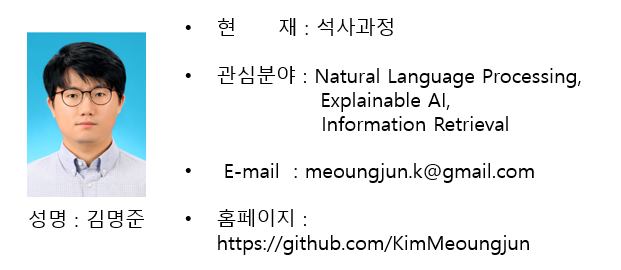 • 현 재 : 석사과정
• 관심분야 : Natural Language Processing,
Explainable AI,
Information Retrieval
• E-mail : meoungjun.k@gmail.com
성명 : 김명준
• 홈페이지 :
https://github.com/KimMeoungjun